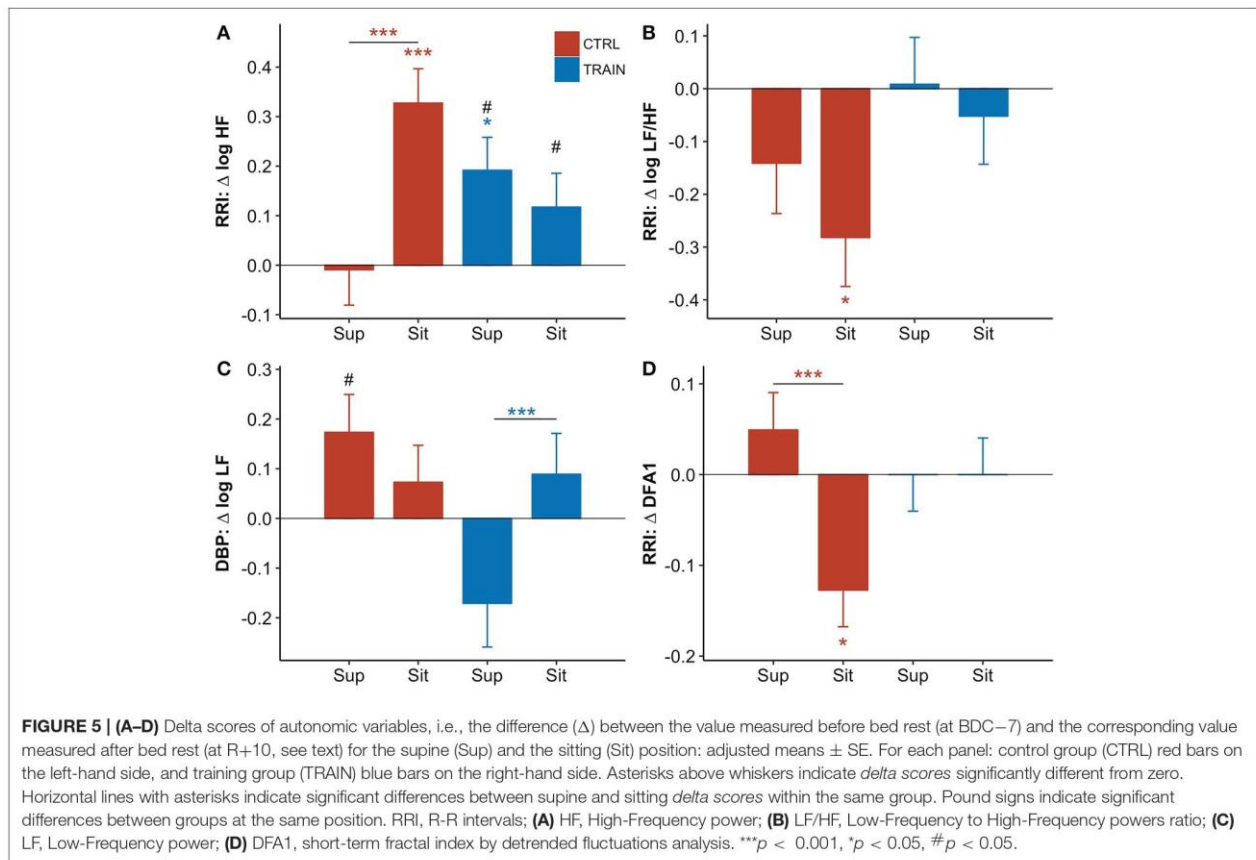 A
***
***
CTRL
TRAIN
#
*
#
RRI: Δ log HF
0.4
0.3
0.2
0.1
0.0
-0.1
Sup Sit Sup Sit
B
RRI: Δ log LF/HF
0.1
0.0
-0.1
-0.2
-0.3
-0.4
*
Sup Sit Sup Sit
C
#
***
DBP: Δ log LF
0.3
0.2
0.1
0.0
-0.1
-0.2
Sup Sit Sup Sit
D
***
RRI: Δ DFA1
0.1
0.0
-0.1
-0.2
*
Sup Sit Sup Sit
FIGURE 5 | (A–D) Delta scores of autonomic variables, i.e., the difference (Δ) between the value measured before bed rest (at BDC−7) and the corresponding value
measured after bed rest (at R+10, see text) for the supine (Sup) and the sitting (Sit) position: adjusted means ± SE. For each panel: control group (CTRL) red bars on
the left-hand side, and training group (TRAIN) blue bars on the right-hand side. Asterisks above whiskers indicate delta scores significantly different from zero.
Horizontal lines with asterisks indicate significant differences between supine and sitting delta scores within the same group. Pound signs indicate significant
differences between groups at the same position. RRI, R-R intervals; (A) HF, High-Frequency power; (B) LF/HF, Low-Frequency to High-Frequency powers ratio; (C)
LF, Low-Frequency power; (D) DFA1, short-term fractal index by detrended fluctuations analysis. ***p < 0.001, *p < 0.05, #p < 0.05.